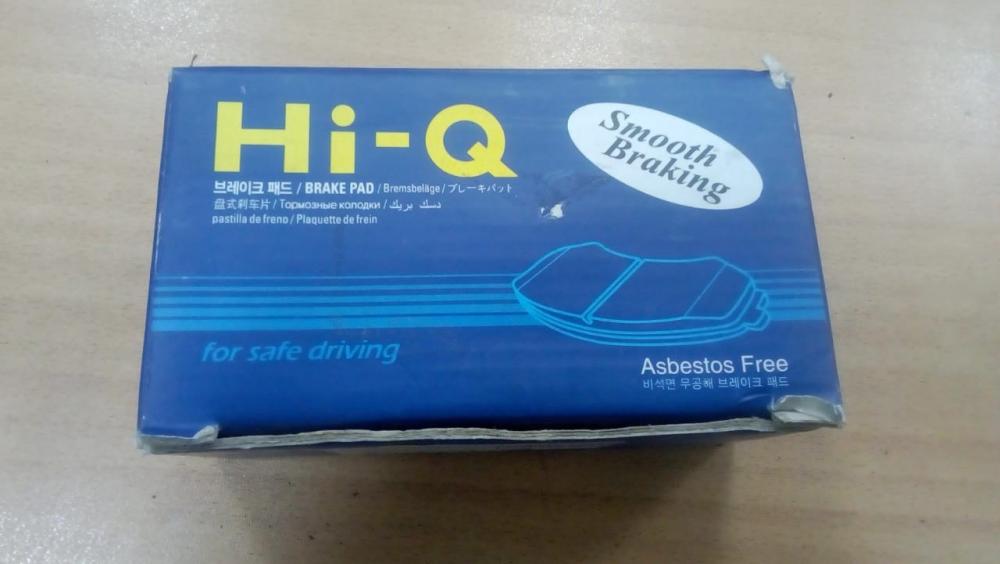 Hi-Q
Smooth
Braking
브레이크 패드 / BRAKE PAD / Bremsbeläge / ブレーキパット
盘式刹车片 / Тормозные колодки / دسك بريك
pastilla de freno / Plaquette de frein
for safe driving
Asbestos Free
비석면 무공해 브레이크 패드